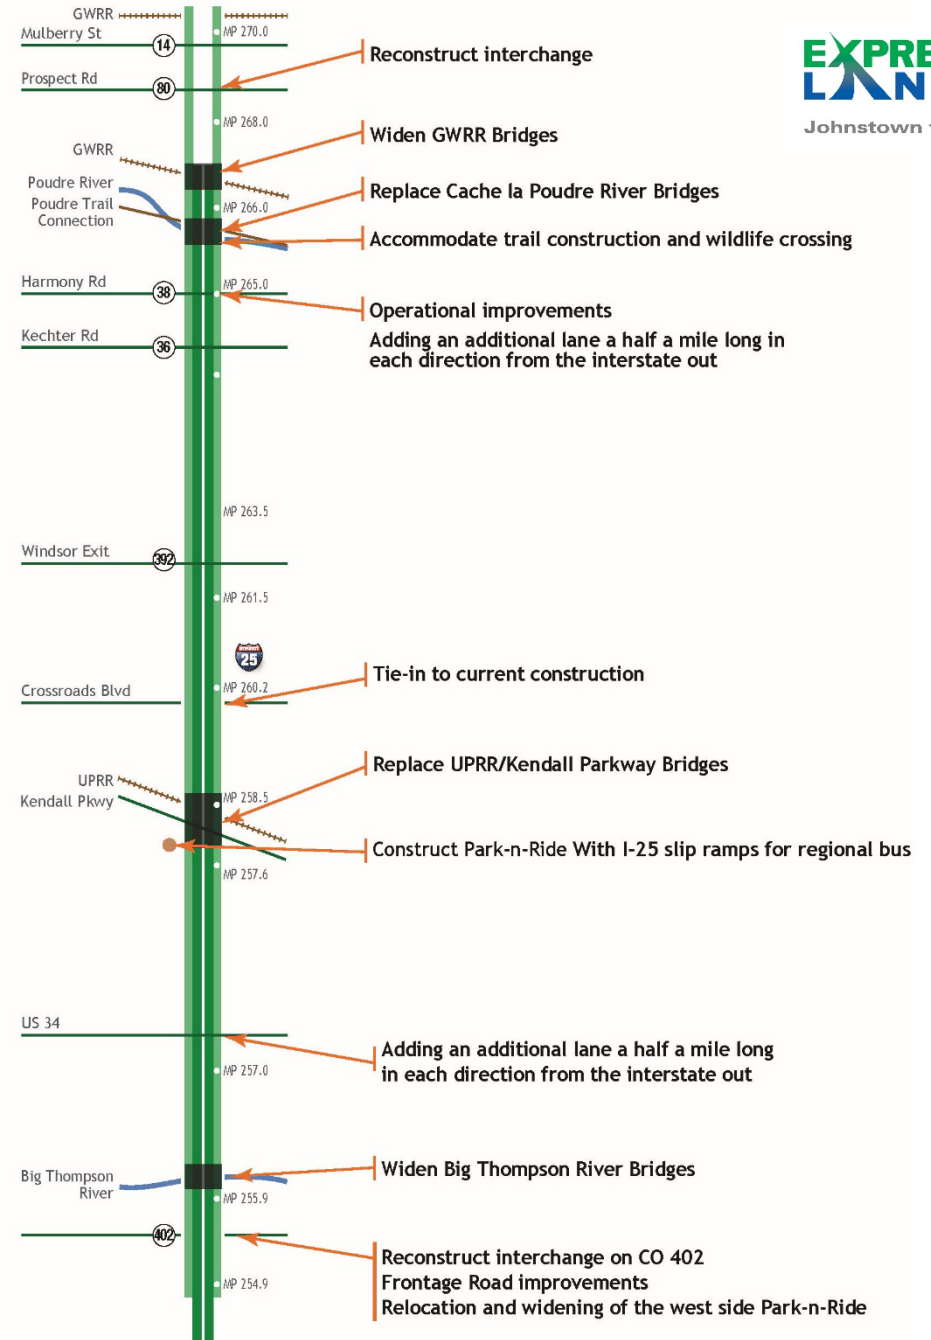 GWRR
Mulberry St
14
MP 270.0
EXPRE
LAN
Johnstown
Reconstruct interchange
Prospect Rd
80
MP 268.0
Widen GWRR Bridges
GWRR
Poudre River
Poudre Trail
Connection
MP 266.0
Replace Cache la Poudre River Bridges
Accommodate trail construction and wildlife crossing
Harmony Rd
38
MP 265.0
Operational improvements
Adding an additional lane a half a mile long in
each direction from the interstate out
Kechter Rd
36
MP 263.5
Windsor Exit
392
MP 261.5
INTERSTATE
25
Tie-in to current construction
Crossroads Blvd
MP 260.2
Replace UPRR/Kendall Parkway Bridges
UPRR
Kendall Pkwy
MP 258.5
Construct Park-n-Ride With I-25 slip ramps for regional bus
MP 257.6
US 34
Adding an additional lane a half a mile long
in each direction from the interstate out
MP 257.0
Widen Big Thompson River Bridges
Big Thompson
River
MP 255.9
402
Reconstruct interchange on CO 402
Frontage Road improvements
Relocation and widening of the west side Park-n-Ride
MP 254.9